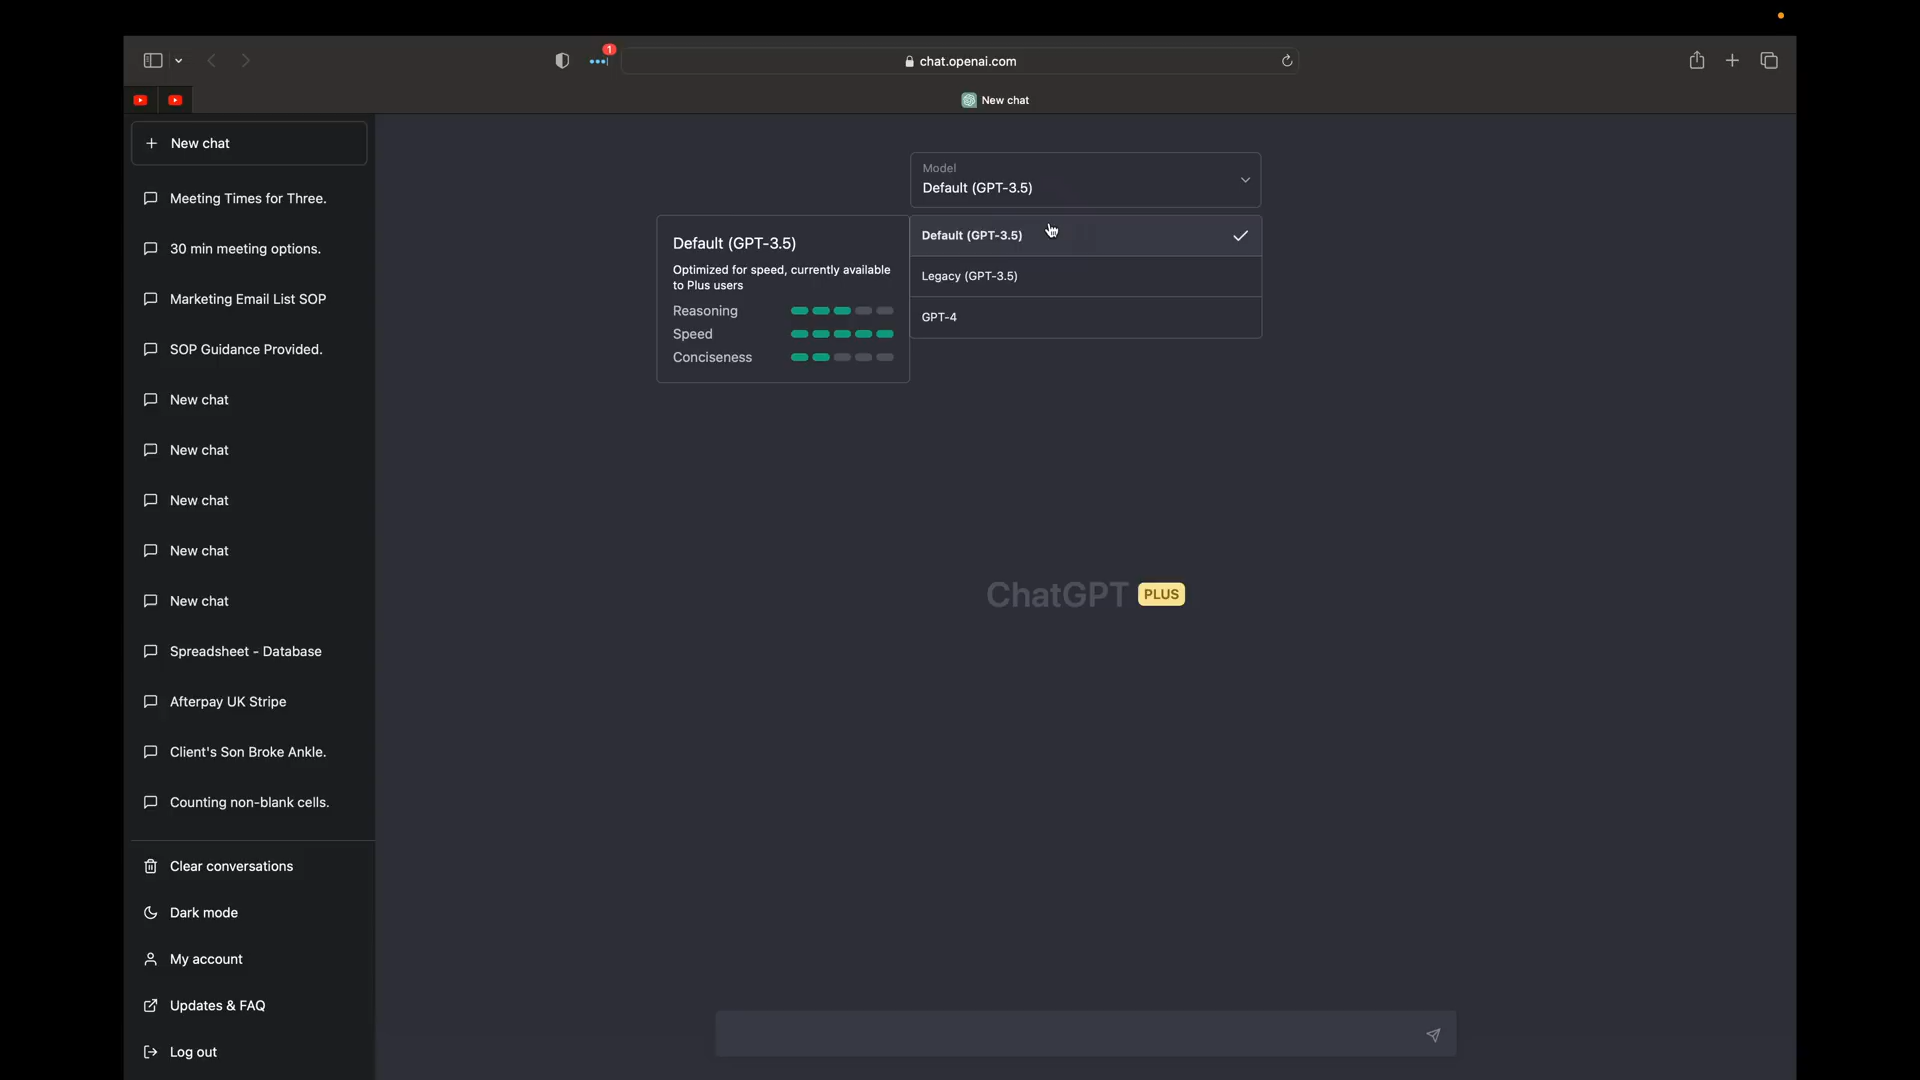 1
chat.openai.com
New chat
New chat
Meeting Times for Three.
30 min meeting options.
Marketing Email List SOP
SOP Guidance Provided.
New chat
New chat
New chat
New chat
New chat
Spreadsheet - Database
Afterpay UK Stripe
Client's Son Broke Ankle.
Counting non-blank cells.
Clear conversations
Dark mode
My account
Updates & FAQ
Log out
Model
Default (GPT-3.5)
Default (GPT-3.5)
Legacy (GPT-3.5)
GPT-4
Default (GPT-3.5)
Optimized for speed, currently available
to Plus users
Reasoning
Speed
Conciseness
ChatGPT PLUS